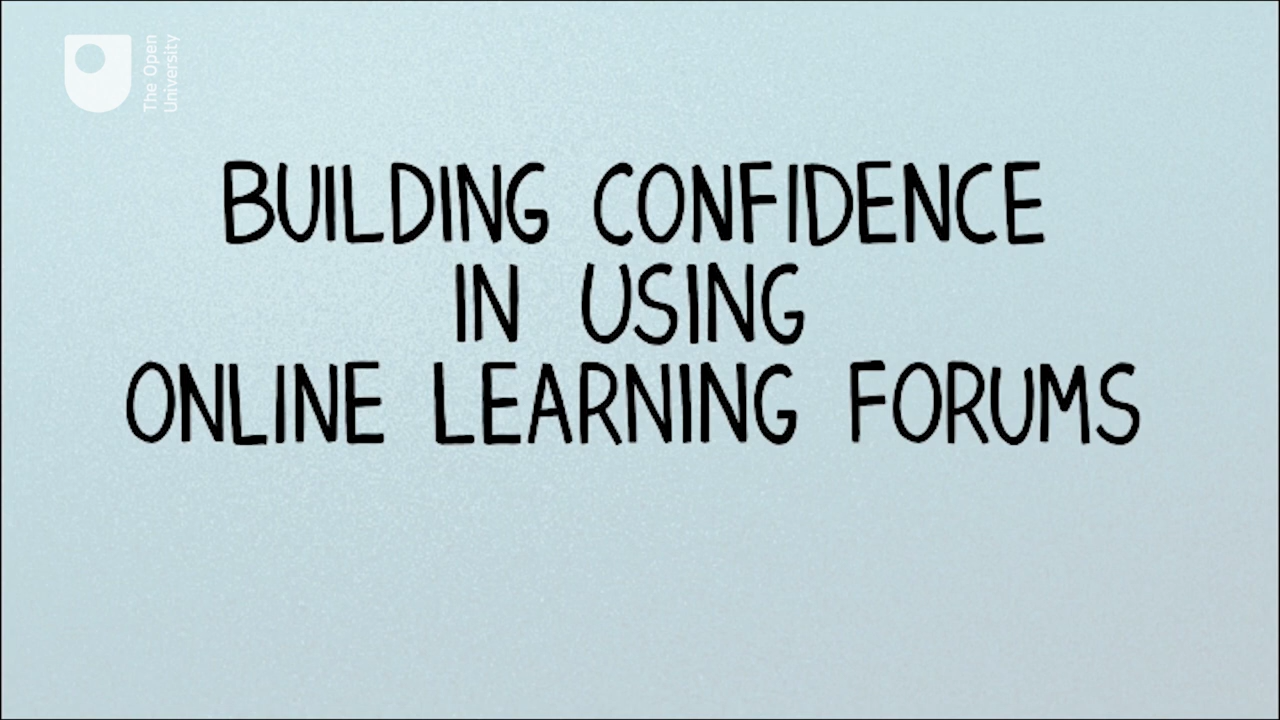 The Open
University
BUILDING CONFIDENCE
IN USING
ONLINE LEARNING FORUMS